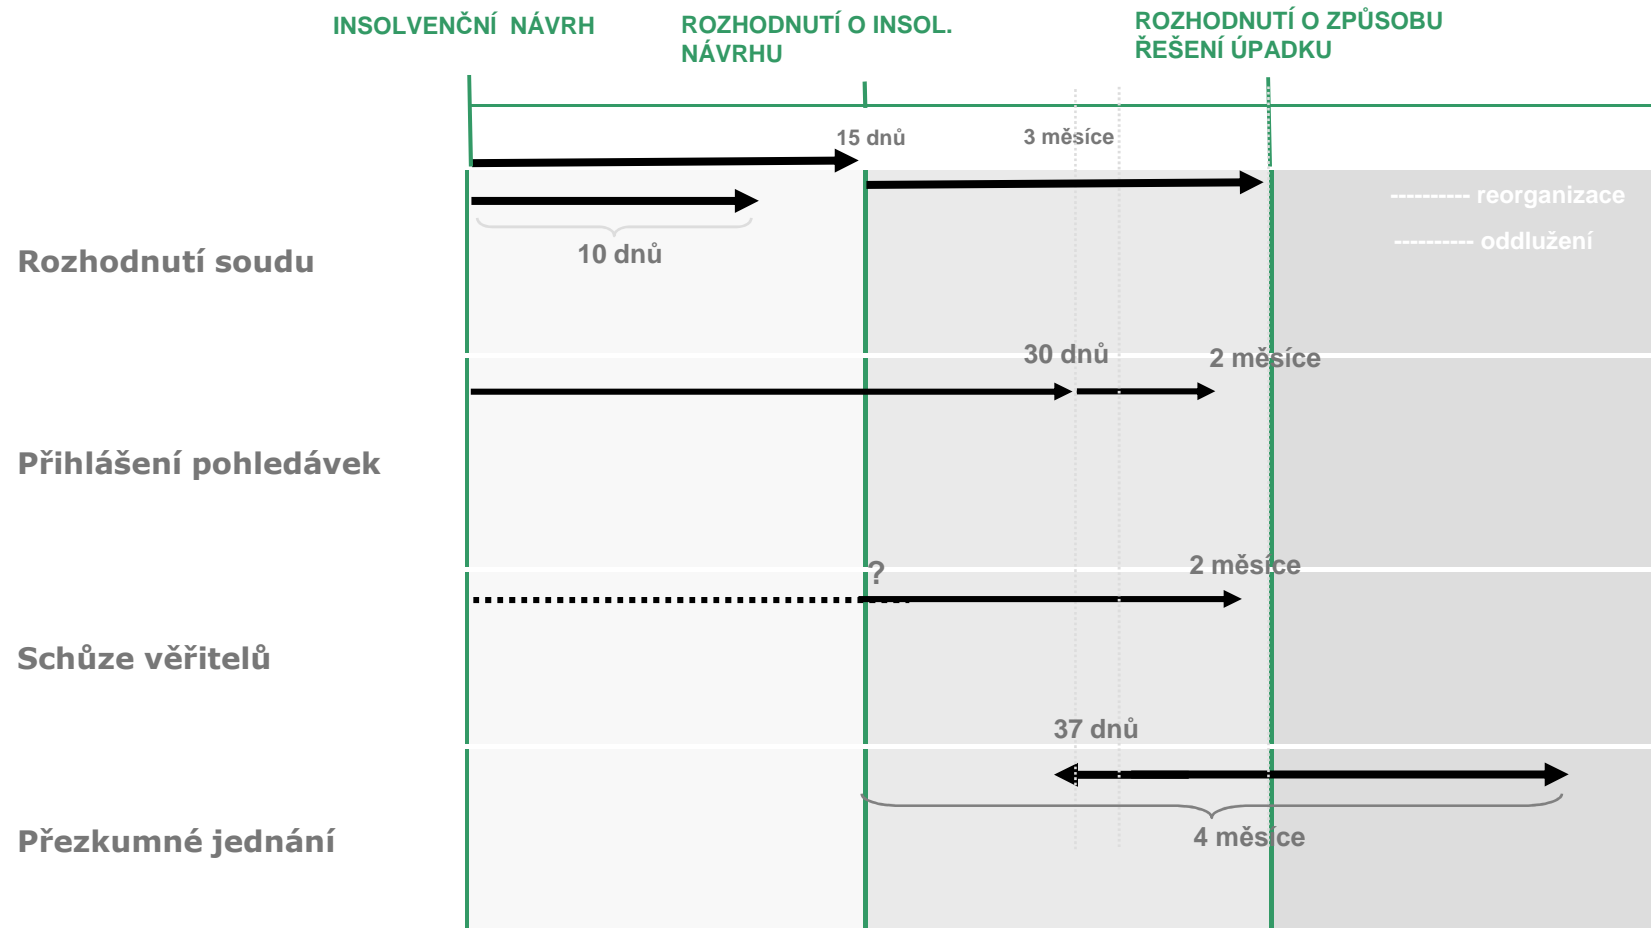 INSOLVENČNÍ  NÁVRH
ROZHODNUTÍ O INSOL.
NÁVRHU
ROZHODNUTÍ O ZPŮSOBU
ŘEŠENÍ ÚPADKU
15 dnů
3 měsíce
---------- reorganizace
---------- oddlužení
10 dnů
Rozhodnutí soudu
30 dnů
2 měsíce
Přihlášení pohledávek
?
2 měsíce
Schůze věřitelů
37 dnů
4 měsíce
Přezkumné jednání